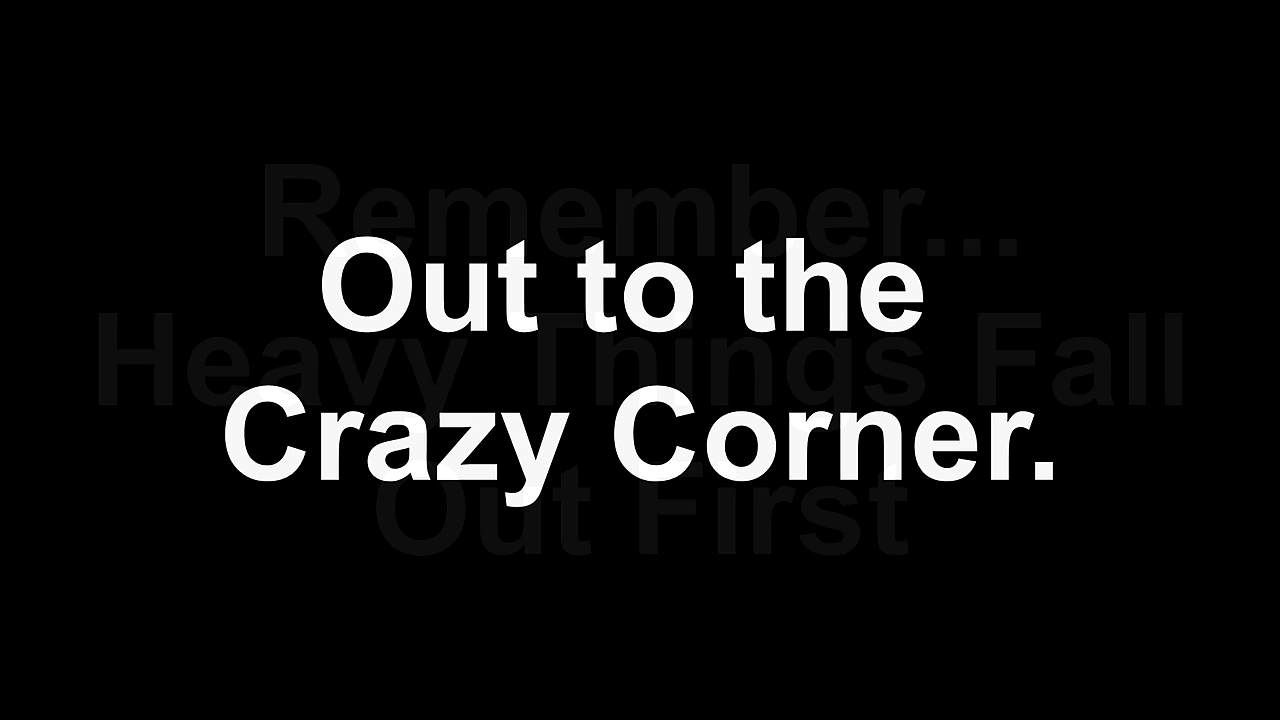 Remember...
Out to the
Heavy Things Fall
Crazy Corner.
Out First